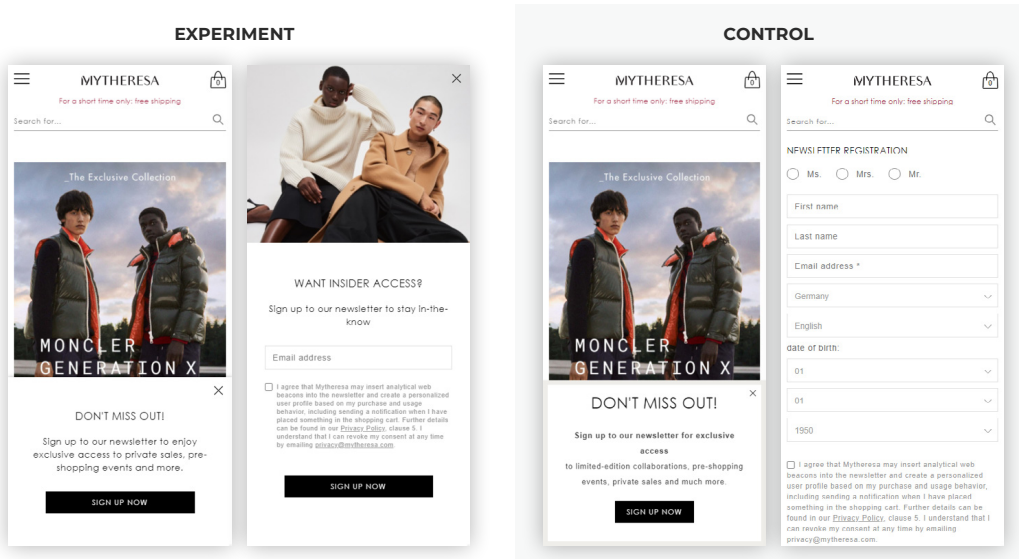 EXPERIMENT
MYTHERESA
0
For a short time only: free shipping
Search for...
_The Exclusive Collection
MONCLER
GENERATION X
DON'T MISS OUT!
Sign up to our newsletter to enjoy
exclusive access to private sales, pre-
shopping events and more.
SIGN UP NOW
WANT INSIDER ACCESS?
Sign up to our newsletter to stay in-the-
know
Email address
I agree that Mytheresa may insert analytical web
beacons into the newsletter and create a personalized
user profile based on my purchase and usage
behavior, including sending a notification when I have
placed something in the shopping cart. Further details
can be found in our Privacy Policy, clause 5. I
understand that I can revoke my consent at any time
by emailing privacy@mytheresa.com.
SIGN UP NOW
CONTROL
MYTHERESA
0
For a short time only: free shipping
Search for...
_The Exclusive Collection
MONCLER
GENERATION X
DON'T MISS OUT!
Sign up to our newsletter for exclusive
access
to limited-edition collaborations, pre-shopping
events, private sales and much more.
SIGN UP NOW
MYTHERESA
0
For a short time only: free shipping
Search for...
NEWSLETTER REGISTRATION
Ms. Mrs. Mr.
First name
Last name
Email address *
Germany
English
date of birth:
01
01
1950
I agree that Mytheresa may insert analytical web
beacons into the newsletter and create a personalized
user profile based on my purchase and usage behavior,
including sending a notification when I have placed
something in the shopping cart. Further details can be
found in our Privacy Policy, clause 5. I understand that I
can revoke my consent at any time by emailing
privacy@mytheresa.com.